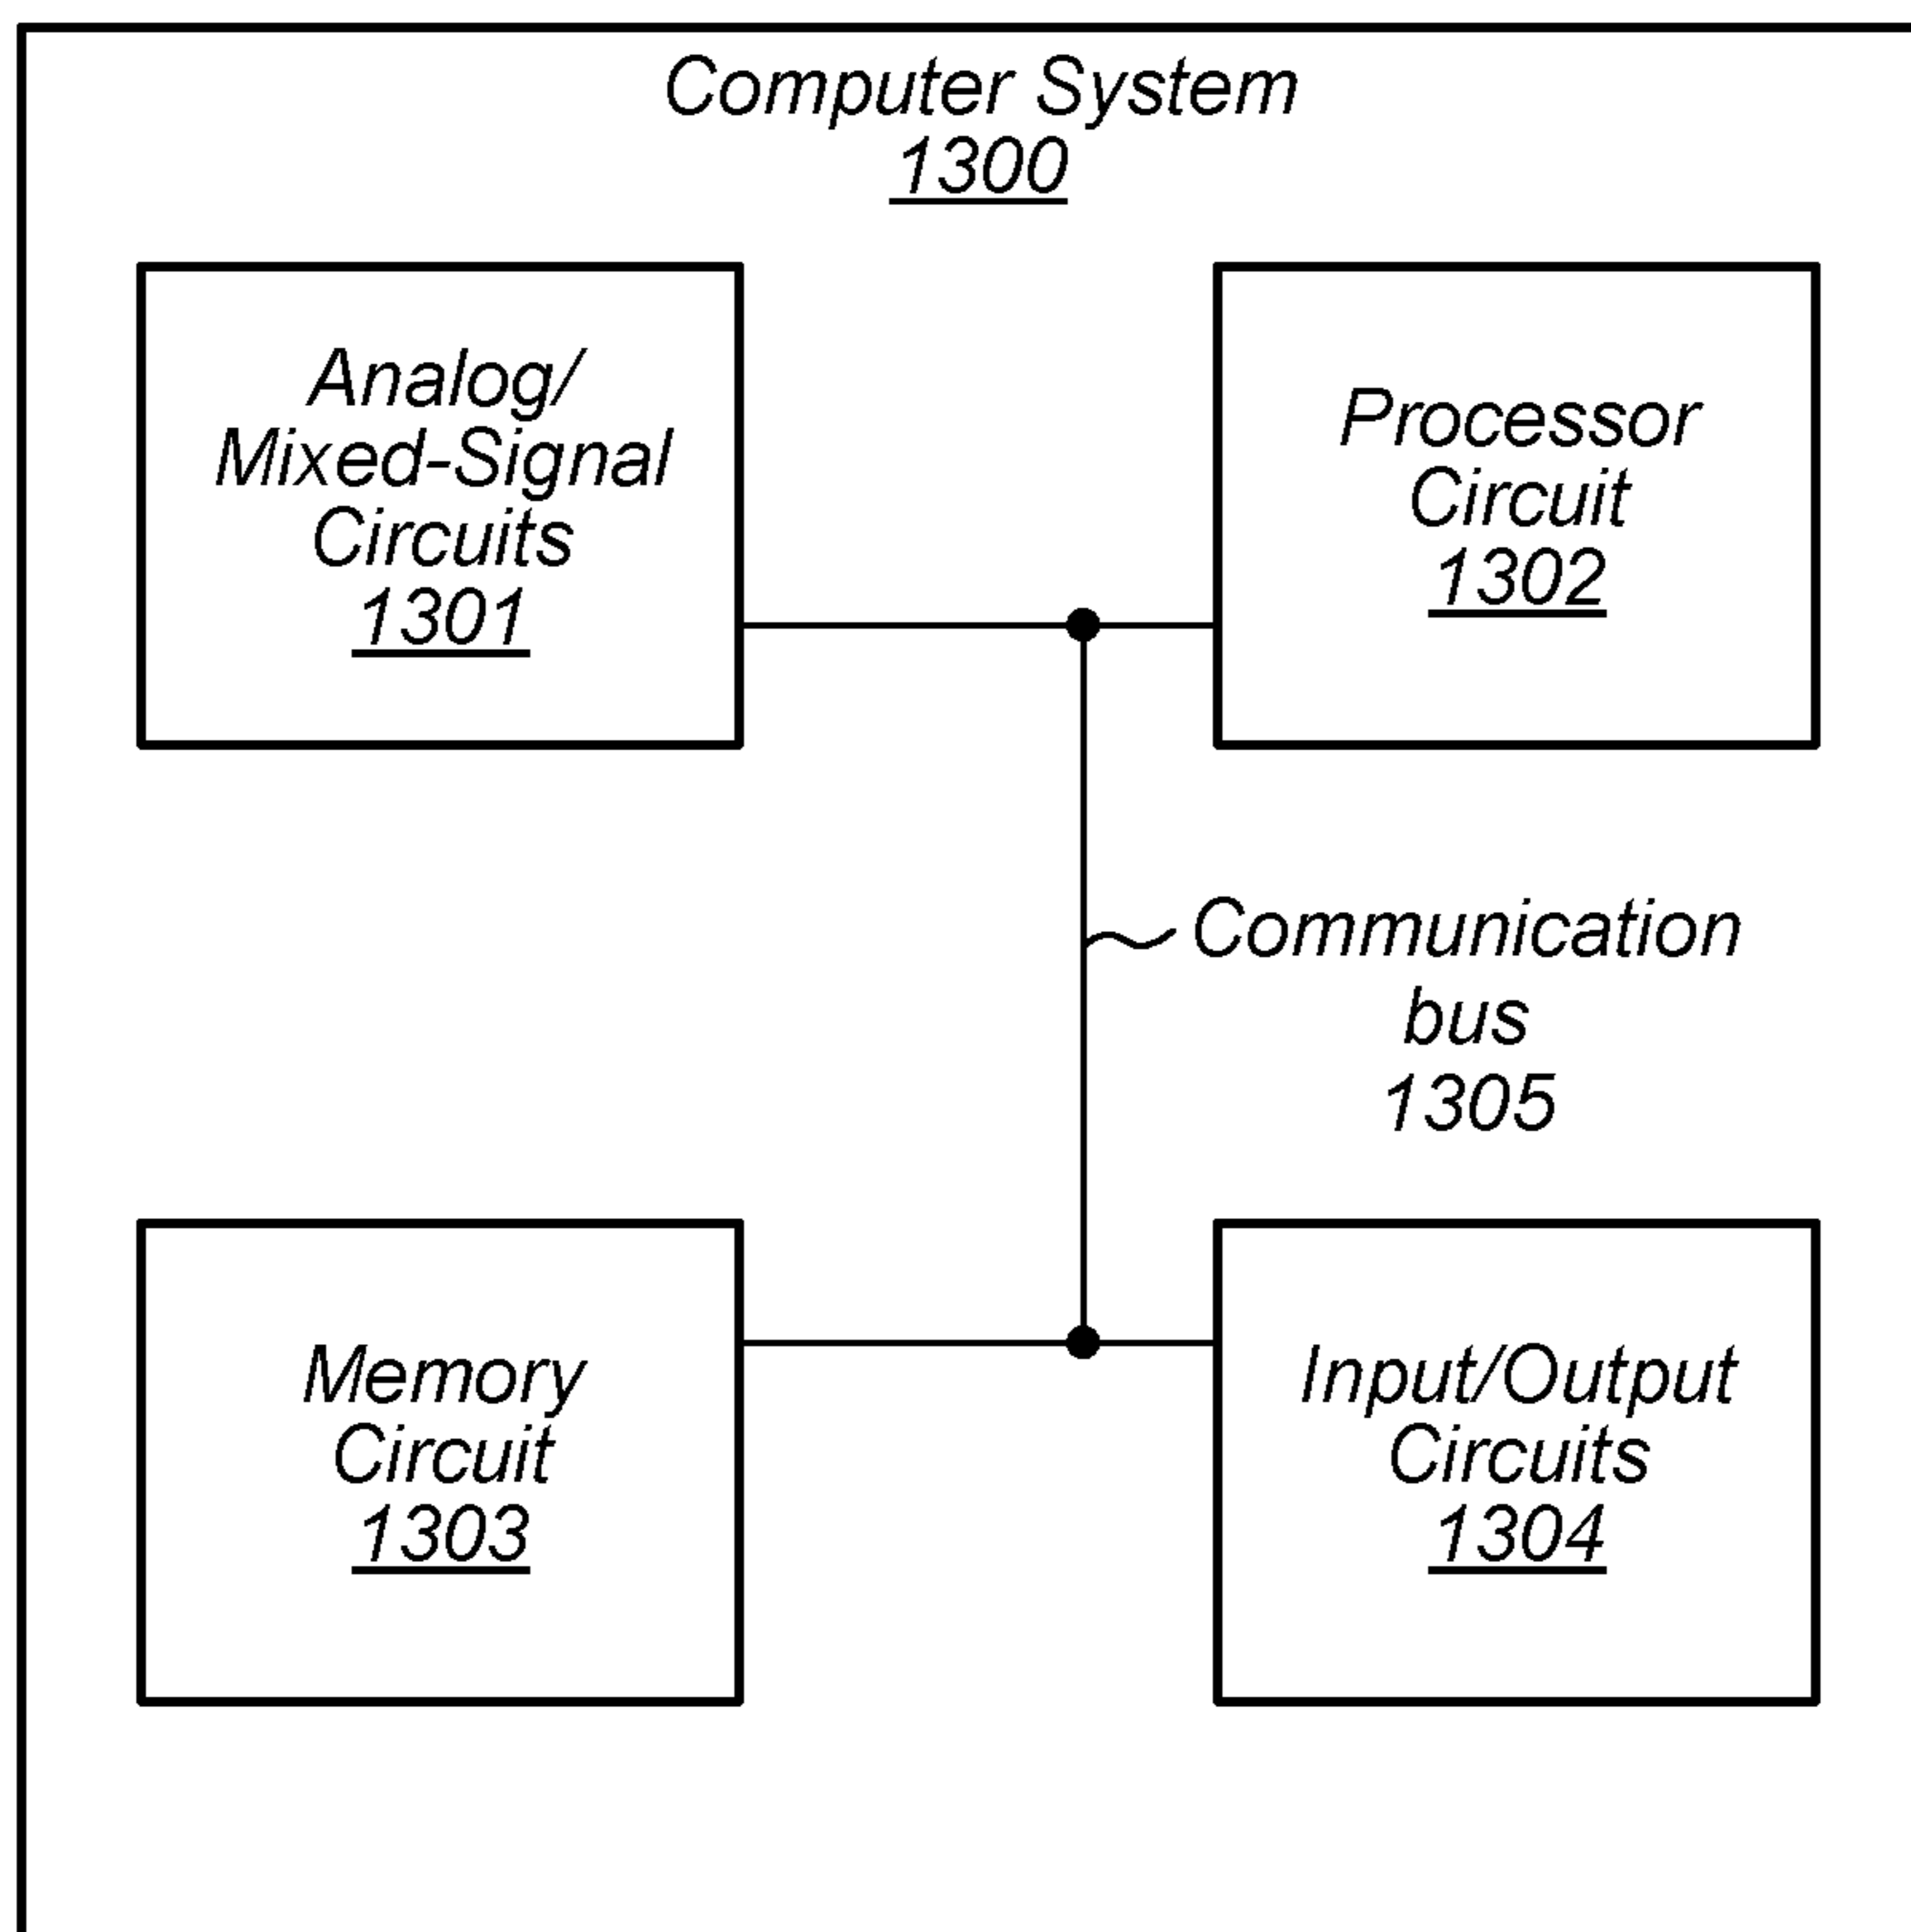 Computer System
1300
Analog/
Mixed-Signal
Circuits
1301
Processor
Circuit
1302
Communication
bus
1305
Memory
Circuit
1303
Input/Output
Circuits
1304